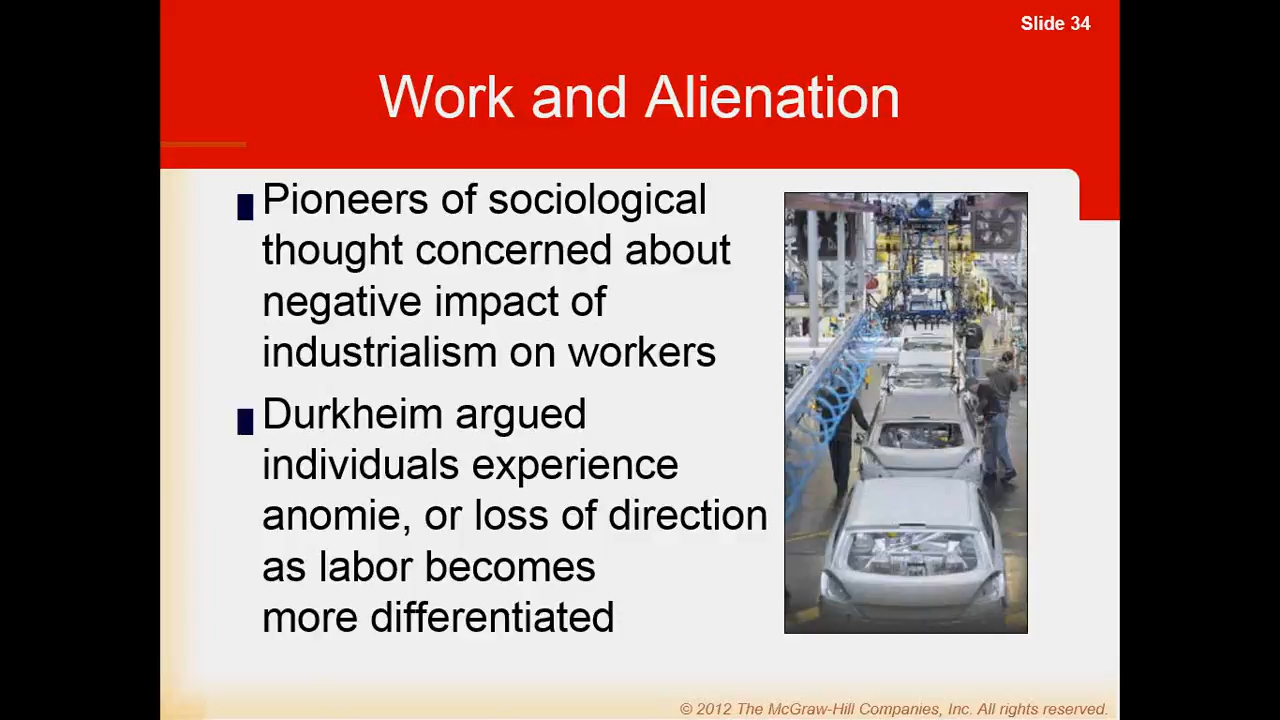 Slide 34
Work and Alienation
Pioneers of sociological
thought concerned about
negative impact of
industrialism on workers
Durkheim argued
individuals experience
anomie, or loss of direction
as labor becomes
more differentiated
© 2012 The McGraw-Hill Companies, Inc. All rights reserved.